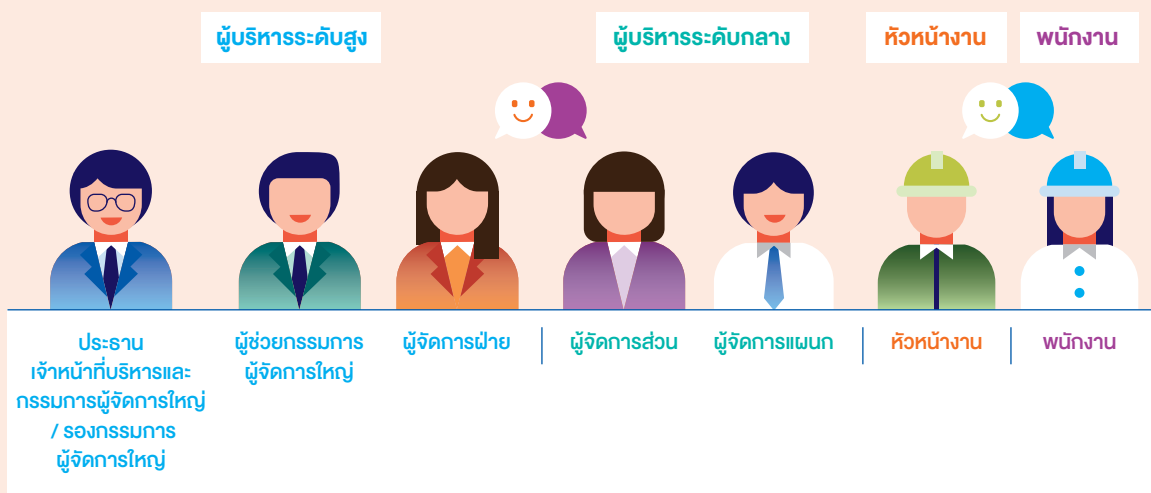 ผู้บริหารระดับสูง
ผู้บริหารระดับกลาง
หัวหน้างาน
พนักงาน
ประธาน
เจ้าหน้าที่บริหารและ
กรรมการผู้จัดการใหญ่
/ รองกรรมการ
ผู้จัดการใหญ่
ผู้ช่วยกรรมการ
ผู้จัดการใหญ่
ผู้จัดการฝ่าย
ผู้จัดการส่วน
ผู้จัดการแผนก
หัวหน้างาน
พนักงาน